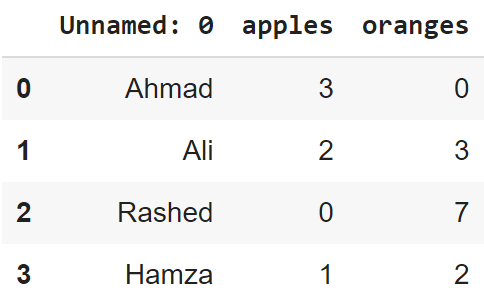 Unnamed: 0 apples oranges
0 Ahmad 3 0
1 Ali 2 3
2 Rashed 0 7
3 Hamza 1 2